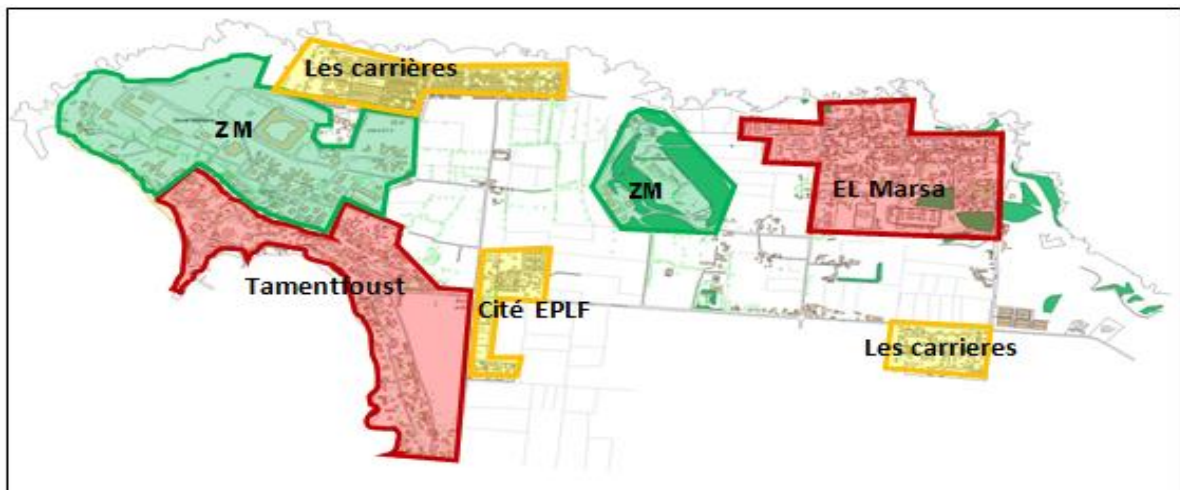 Les carrières
ZM
ZM
EL Marsa
Tamentfoust
Cité EPLF
Les carrieres